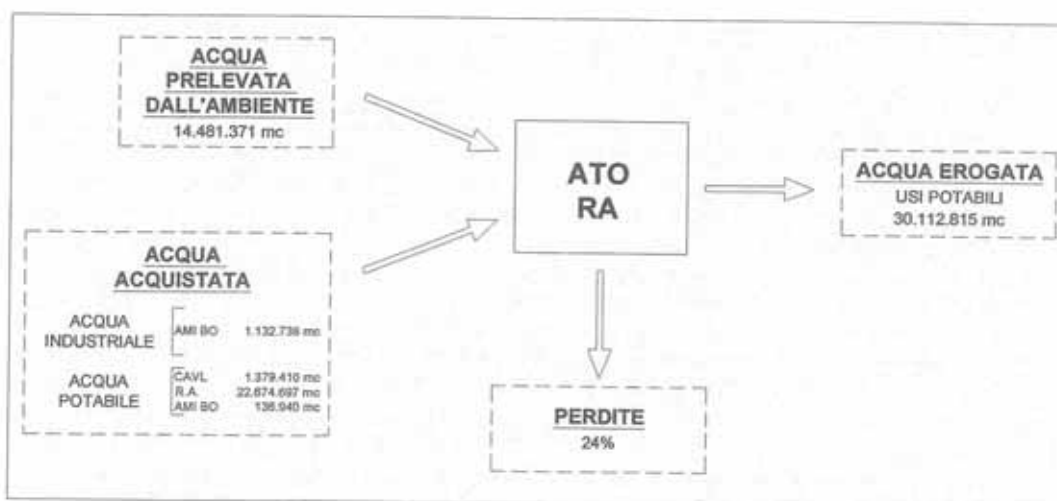 ACQUA
PRELEVATA
DALL'AMBIENTE
14.481.371 mc
ATO
RA
ACQUA EROGATA
USI POTABILI
30.112.815 mc
ACQUA
ACQUISTATA
ACQUA
INDUSTRIALE
AMI BO 1.132.738 mc
ACQUA
POTABILE
CAVL 1.379.410 mc
R.A. 22.674.697 mc
AMI BO 136.940 mc
PERDITE
24%